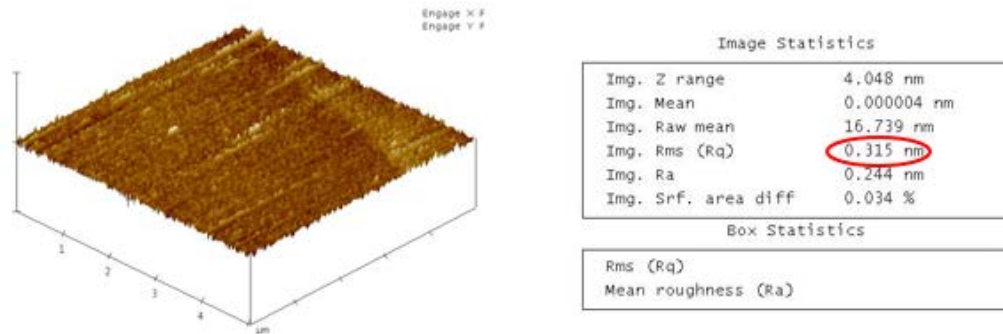 Engage X F
Engage Y F
1
2
3
4
µm
Image Statistics
Img. Z range 4.048 nm
Img. Mean 0.000004 nm
Img. Raw mean 16.739 nm
Img. Rms (Rq) 0.315 nm
Img. Ra 0.244 nm
Img. Srf. area diff 0.034 %
Box Statistics
Rms (Rq)
Mean roughness (Ra)